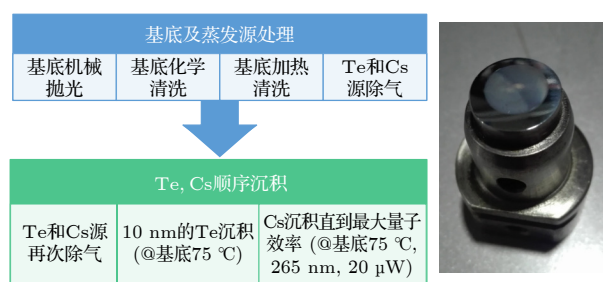 基底及蒸发源处理
基底机械
抛光
基底化学
清洗
基底加热
清洗
Te和Cs
源除气
Te, Cs顺序沉积
Te和Cs源
再次除气
10 nm的Te沉积
(@基底75 ℃)
Cs沉积直到最大量子
效率 (@基底75 ℃,
265 nm, 20 µW)